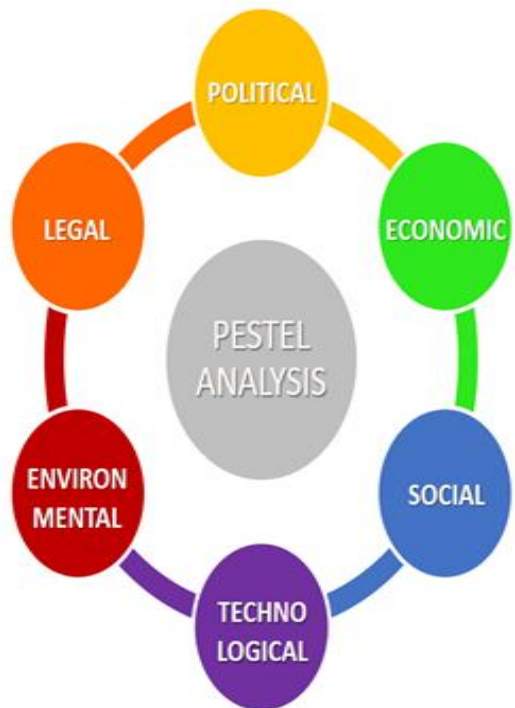 POLITICAL
ECONOMIC
SOCIAL
TECHNO
LOGICAL
ENVIRON
MENTAL
LEGAL
PESTEL
ANALYSIS